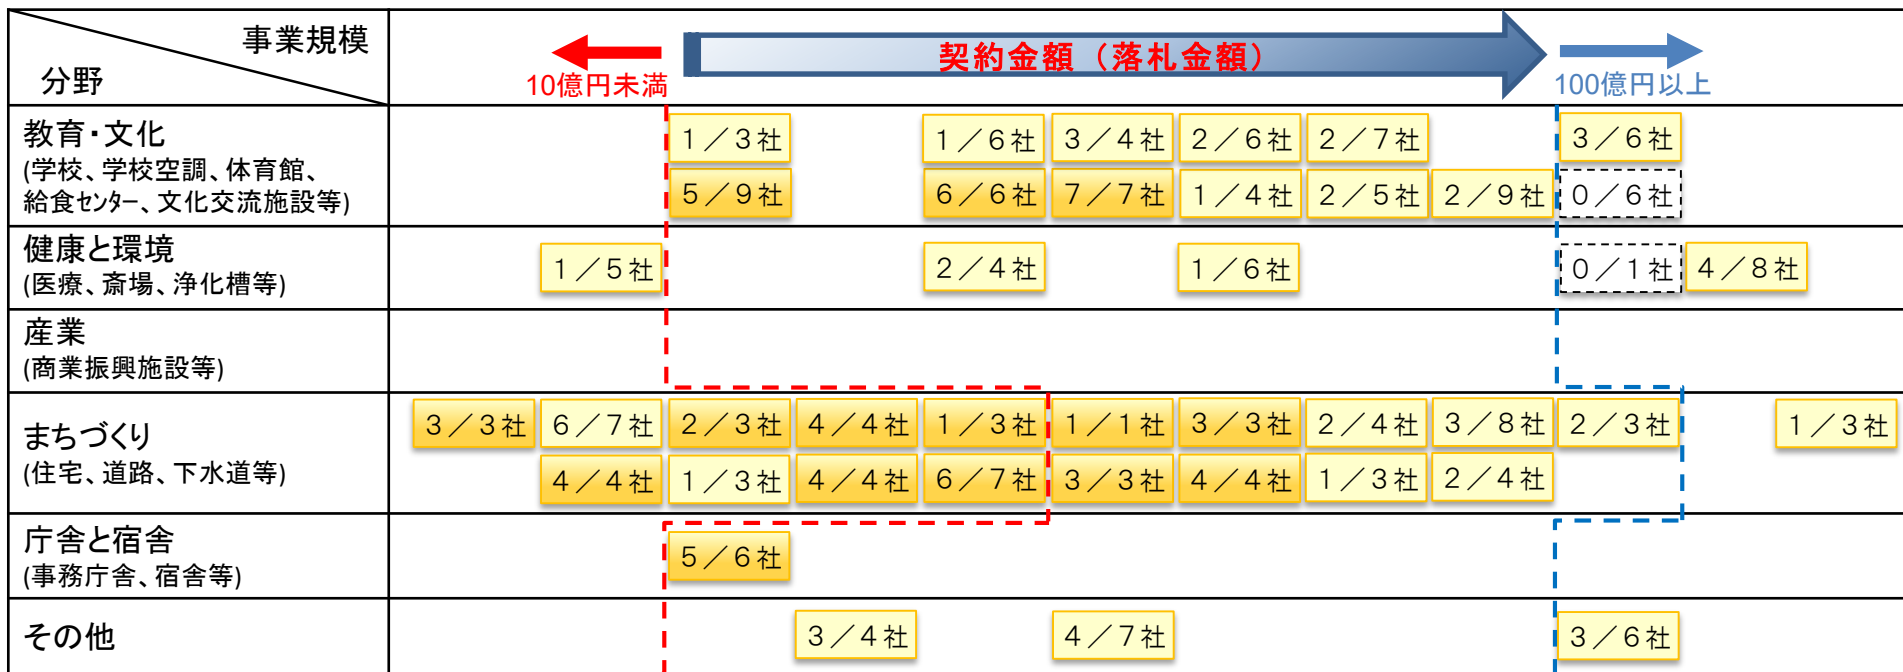 事業規模
分野
契約金額（落札金額）
10億円未満
100億円以上
教育・文化
(学校、学校空調、体育館、
給食センター、文化交流施設等)
１／３社 １／６社 ３／４社 ２／６社 ２／７社 ３／６社
５／９社 ６／６社 ７／７社 １／４社 ２／５社 ２／９社 ０／６社
健康と環境
(医療、斎場、浄化槽等)
１／５社 ２／４社 １／６社 ０／１社 ４／８社
産業
(商業振興施設等)
まちづくり
(住宅、道路、下水道等)
３／３社 ６／７社 ２／３社 ４／４社 １／３社 １／１社 ３／３社 ２／４社 ３／８社 ２／３社 １／３社
４／４社 １／３社 ４／４社 ６／７社 ３／３社 ４／４社 １／３社 ２／４社
庁舎と宿舎
(事務庁舎、宿舎等)
５／６社
その他
３／４社 ４／７社 ３／６社